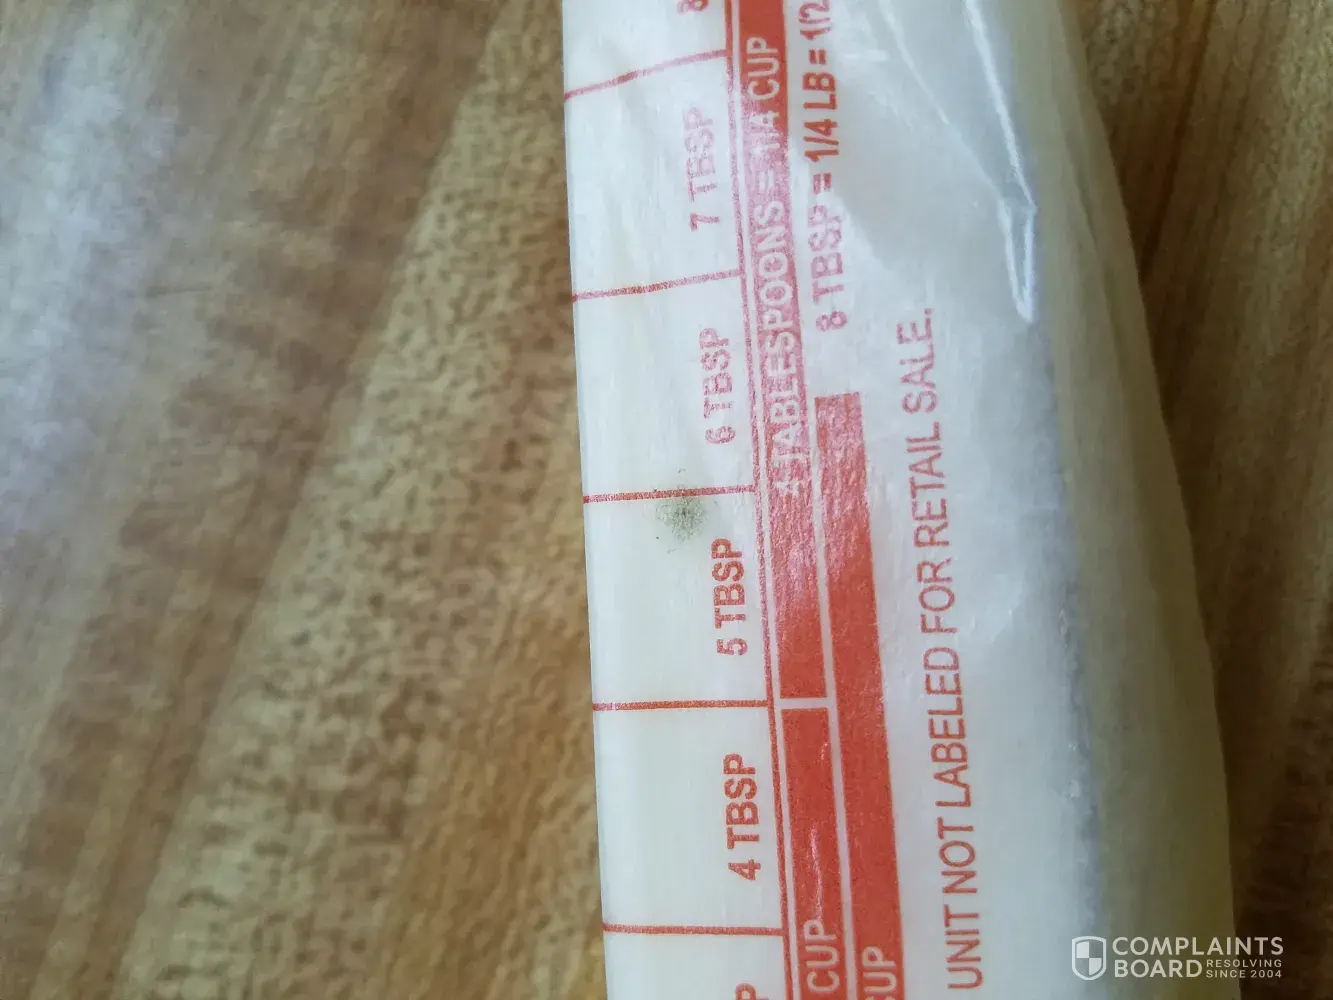 8
7 TBSP
6 TBSP
5 TBSP
4 TBSP
4 TABLESPOONS = 1/4 CUP
8 TBSP = 1/4 LB = 1/2
CUP
CUP
UNIT NOT LABELED FOR RETAIL SALE.
COMPLAINTS
BOARD RESOLVING
SINCE 2004